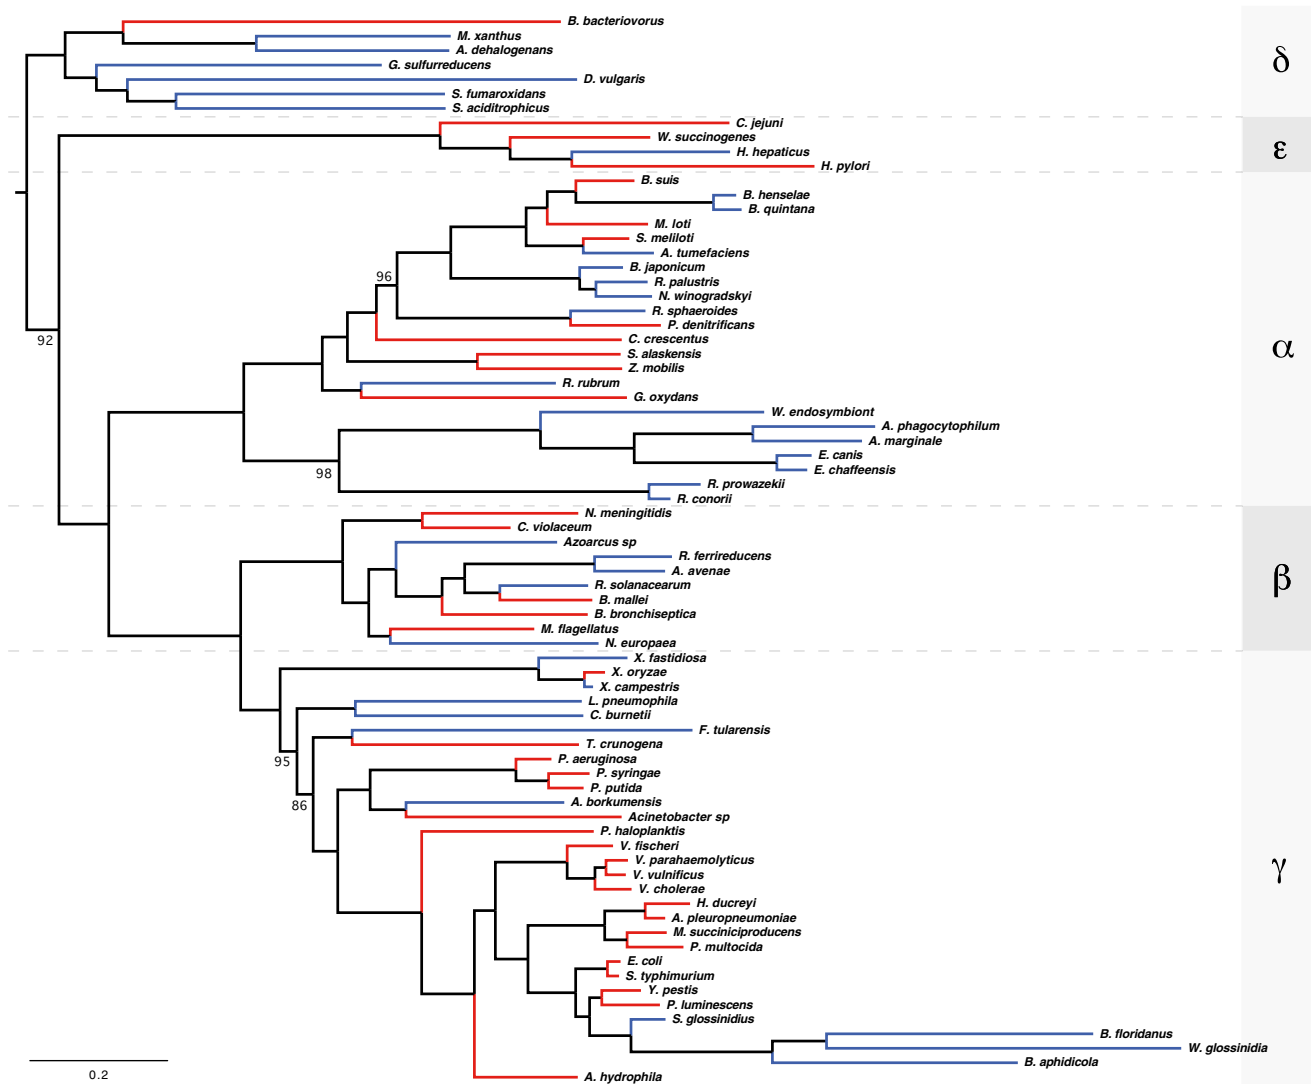 B. bacteriovorus
M. xanthus
A. dehalogenans
G. sulfurreducens
D. vulgaris
S. fumaroxidans
S. aciditrophicus
δ
C. jejuni
W. succinogenes
H. hepaticus
H. pylori
ε
B. suis
B. henselae
B. quintana
M. loti
S. meliloti
A. tumefaciens
B. japonicum
96
R. palustris
N. winogradskyi
R. sphaeroides
P. denitrificans
92
C. crescentus
α
S. alaskensis
Z. mobilis
R. rubrum
G. oxydans
W. endosymbiont
A. phagocytophilum
A. marginale
E. canis
E. chaffeensis
98
R. prowazekii
R. conorii
N. meningitidis
C. violaceum
Azoarcus sp
R. ferrireducens
A. avenae
β
R. solanacearum
B. mallei
B. bronchiseptica
M. flagellatus
N. europaea
X. fastidiosa
X. oryzae
X. campestris
L. pneumophila
C. burnetii
F. tularensis
T. crunogena
95
P. aeruginosa
P. syringae
P. putida
86
A. borkumensis
Acinetobacter sp
P. haloplanktis
V. fischeri
V. parahaemolyticus
γ
V. vulnificus
V. cholerae
H. ducreyi
A. pleuropneumoniae
M. succiniciproducens
P. multocida
E. coli
S. typhimurium
Y. pestis
P. luminescens
S. glossinidius
B. floridanus
W. glossinidia
B. aphidicola
0.2
A. hydrophila